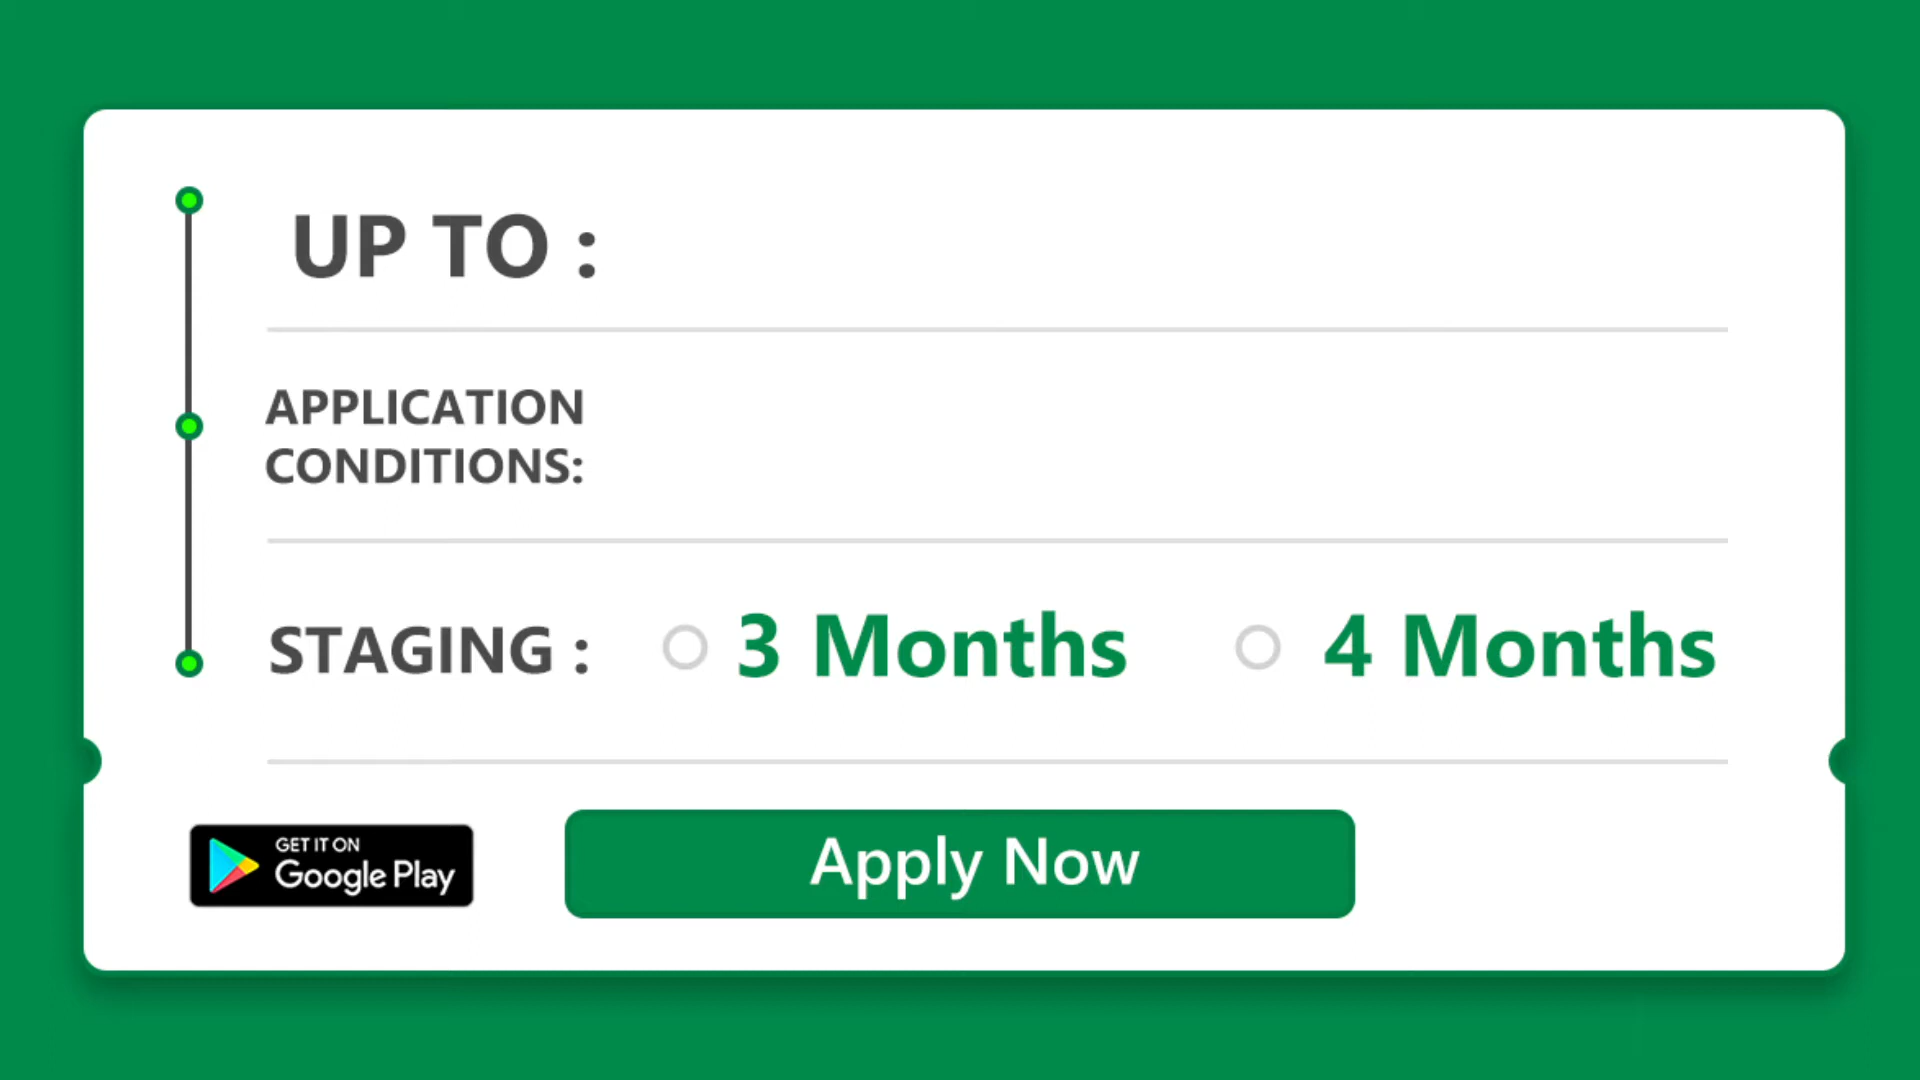 UP TO :
APPLICATION
CONDITIONS:
STAGING :
3 Months
4 Months
GET IT ON
Google Play
Apply Now